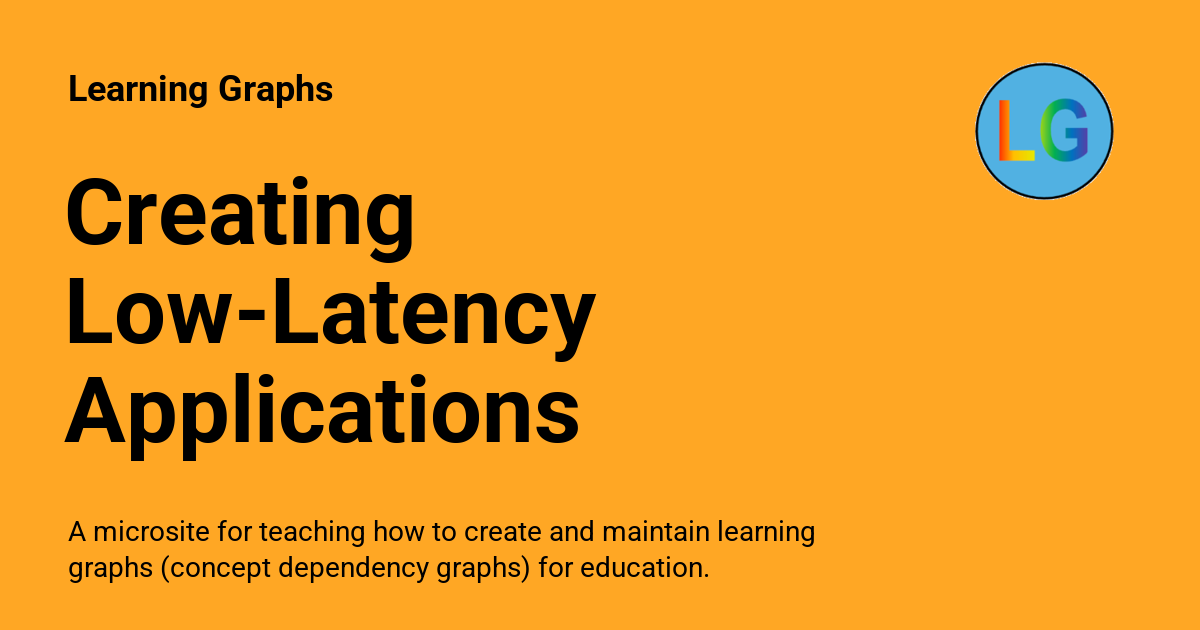 Learning Graphs
LG
Creating
Low-Latency
Applications
A microsite for teaching how to create and maintain learning
graphs (concept dependency graphs) for education.